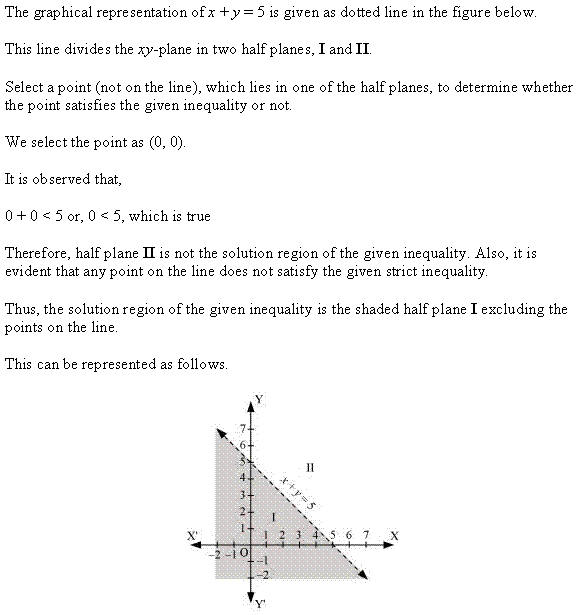 The graphical representation of x + y = 5 is given as dotted line in the figure below.
This line divides the xy-plane in two half planes, I and II.
Select a point (not on the line), which lies in one of the half planes, to determine whether
the point satisfies the given inequality or not.
We select the point as (0, 0).
It is observed that,
0 + 0 < 5 or, 0 < 5, which is true
Therefore, half plane II is not the solution region of the given inequality. Also, it is
evident that any point on the line does not satisfy the given strict inequality.
Thus, the solution region of the given inequality is the shaded half plane I excluding the
points on the line.
This can be represented as follows.
Y
7
6
5
4
3
2
1
II
x + y = 5
I
X' -2 -1 O 1 2 3 4 5 6 7 X
-1
-2
Y'